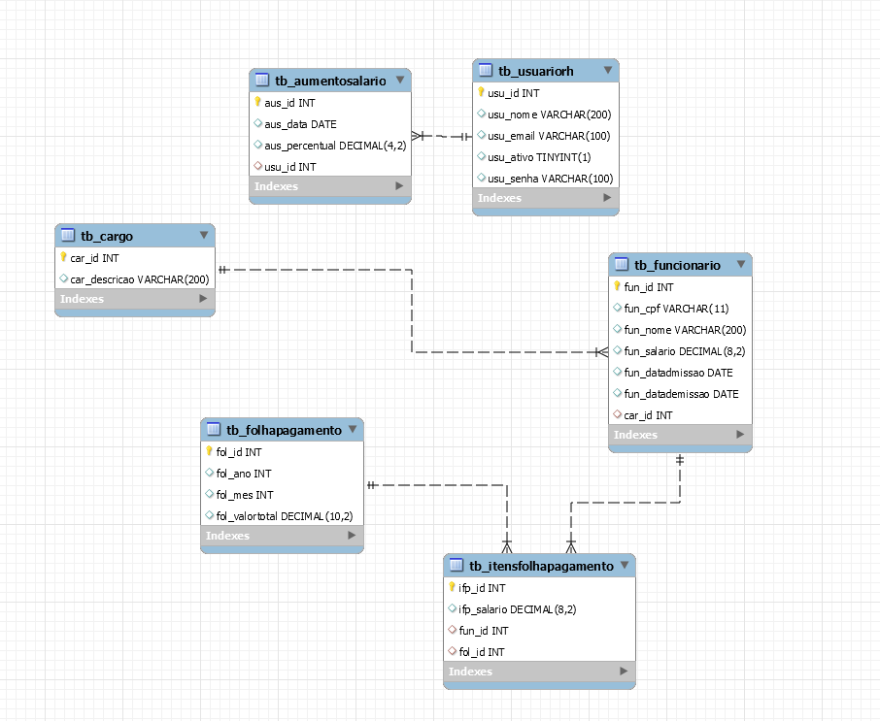 tb_aumentosalario
aus_id INT
aus_data DATE
aus_percentual DECIMAL(4,2)
usu_id INT
Indexes
tb_usuariorh
usu_id INT
usu_nome VARCHAR(200)
usu_email VARCHAR(100)
usu_ativo TINYINT(1)
usu_senha VARCHAR(100)
Indexes
tb_cargo
car_id INT
car_descricao VARCHAR(200)
Indexes
tb_funcionario
fun_id INT
fun_cpf VARCHAR(11)
fun_nome VARCHAR(200)
fun_salario DECIMAL(8,2)
fun_datadmissao DATE
fun_datademissao DATE
car_id INT
Indexes
tb_folhapagamento
fol_id INT
fol_ano INT
fol_mes INT
fol_valortotal DECIMAL(10,2)
Indexes
tb_itensfolhapagamento
ifp_id INT
ifp_salario DECIMAL(8,2)
fun_id INT
fol_id INT
Indexes